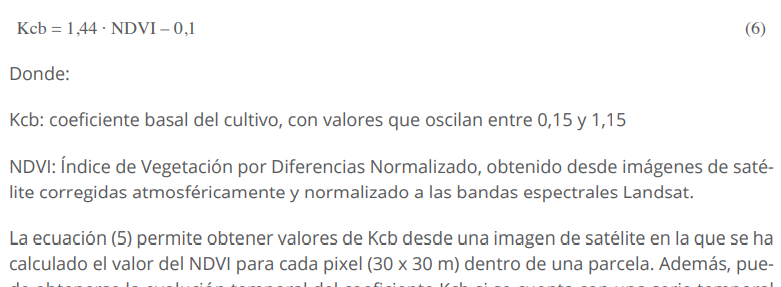 Kcb = 1,44 · NDVI – 0,1 (6)
Donde:
Kcb: coeficiente basal del cultivo, con valores que oscilan entre 0,15 y 1,15
NDVI: Índice de Vegetación por Diferencias Normalizado, obtenido desde imágenes de saté-
lite corregidas atmosféricamente y normalizado a las bandas espectrales Landsat.
La ecuación (5) permite obtener valores de Kcb desde una imagen de satélite en la que se ha
calculado el valor del NDVI para cada pixel (30 x 30 m) dentro de una parcela. Además, pue-